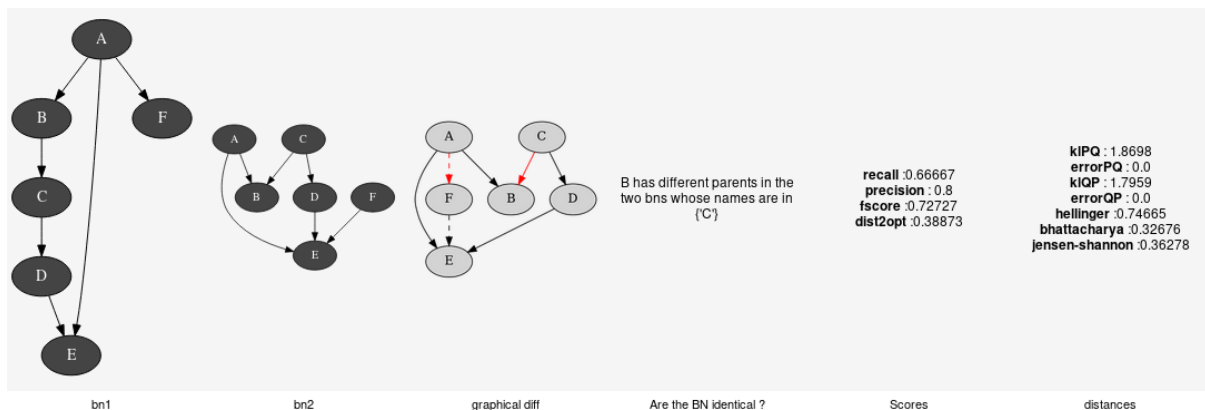 A
B
F
C
D
E
A
C
B
D
F
E
A
C
F
B
D
E
B has different parents in the
two bns whose names are in
{'C'}
recall :0.66667
precision : 0.8
fscore : 0.72727
dist2opt : 0.38873
klPQ : 1.8698
errorPQ : 0.0
klQP : 1.7959
errorQP : 0.0
hellinger : 0.74665
bhattacharya :0.32676
jensen-shannon :0.36278
bn1
bn2
graphical diff
Are the BN identical ?
Scores
distances